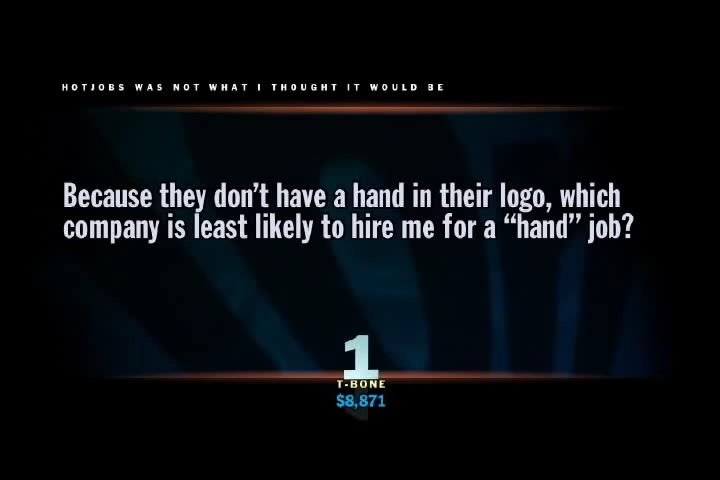 HOTJOBS WAS NOT WHAT I THOUGHT IT WOULD BE
Because they don't have a hand in their logo, which
company is least likely to hire me for a “hand” job?
1
T-BONE
$8,871